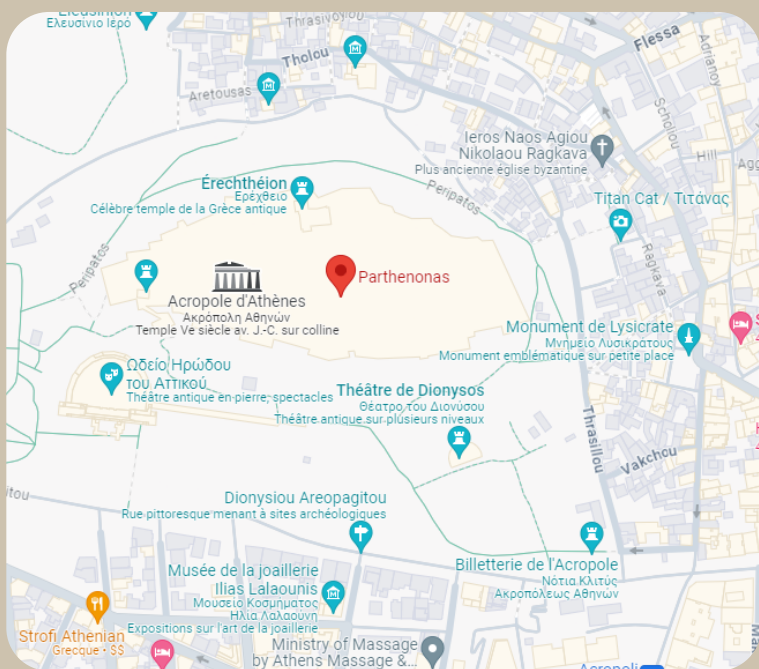 Ελευσίνιο Ιερό
Thrasivoulou
Flessa
Adrianoy
Tholou
Aretousas
Scholiou
Ieros Naos Agiou
Nikolaou Ragkava
Plus ancienne église byzantine
Hill
Érechthéion
Ερέχθειο
Célèbre temple de la Grèce antique
Peripatos
Titan Cat / Τιτάνας
Ragkava
Peripatos
Parthenonas
Acropole d'Athènes
Ακρόπολη Αθηνών
Temple Ve siècle av. J.-C. sur colline
Monument de Lysicrate
Μνημείο Λυσικράτους
Monument emblématique sur petite place
Ωδείο Ηρώδου
του Αττικού
Théâtre antique en pierre, spectacles
Théâtre de Dionysos
Θέατρο του Διονύσου
Théâtre antique sur plusieurs niveaux
Thrasillou
Vakchou
Dionysiou Areopagitou
Rue pittoresque menant à sites archéologiques
Billetterie de l'Acropole
Νότια Κλιτύς
Ακροπόλεως Αθηνών
Musée de la joaillerie
Ilias Lalaounis
Μουσείο Κοσμήματος
Ηλία Λαλαούνη
Expositions sur l'art de la joaillerie
Strofi Athenian
Grecque • $$
Ministry of Massage
by Athens Massage &...